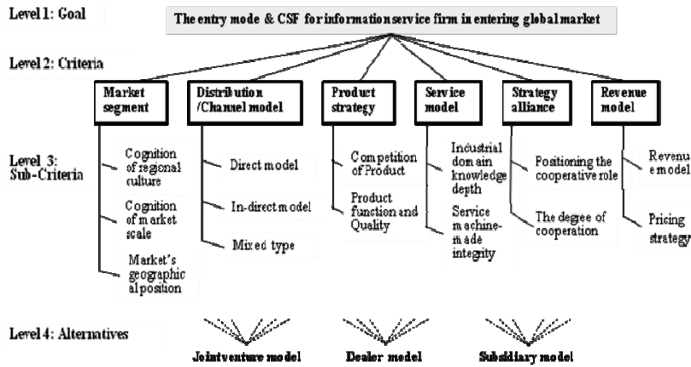 Level 1: Goal
The entry mode & CSF for information service firm in entering global market
Level 2: Criteria
Market
segment
Distribution
/Channel model
Product
strategy
Service
model
Strategy
alliance
Revenue
model
Level 3:
Sub-Criteria
Cognition
of regional
culture
Cognition
of market
scale
Market's
geographic
al position
Direct model
In-direct model
Mixed type
Competition
of Product
Product
function and
Quality
Industrial
domain
knowledge
depth
Service
machine-
made
integrity
Positioning the
cooperative role
The degree of
cooperation
Revenu
e model
Pricing
strategy
Level 4: Alternatives
Joint venture model
Dealer model
Subsidiary model